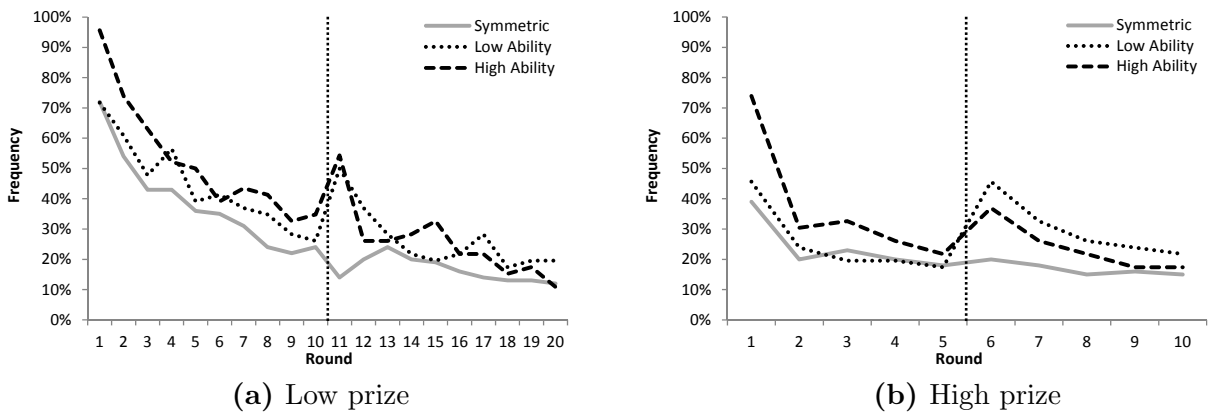 100%
90%
80%
70%
60%
50%
40%
30%
20%
10%
0%
Frequency
Symmetric
Low Ability
High Ability
1 2 3 4 5 6 7 8 9 10 11 12 13 14 15 16 17 18 19 20
Round
(a) Low prize
100%
90%
80%
70%
60%
50%
40%
30%
20%
10%
0%
Frequency
Symmetric
Low Ability
High Ability
1 2 3 4 5 6 7 8 9 10
Round
(b) High prize